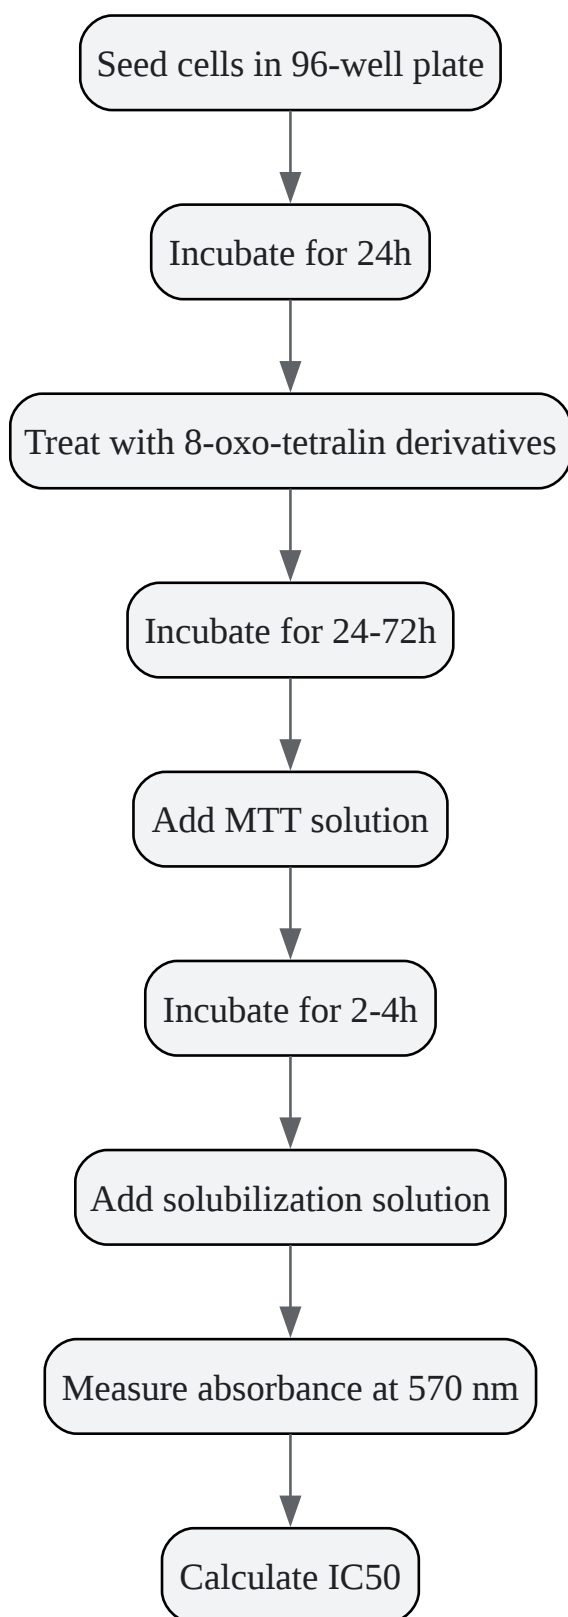 Seed cells in 96-well plate
Incubate for 24h
Treat with 8-oxo-tetralin derivatives
Incubate for 24-72h
Add MTT solution
Incubate for 2-4h
Add solubilization solution
Measure absorbance at 570 nm
Calculate IC50